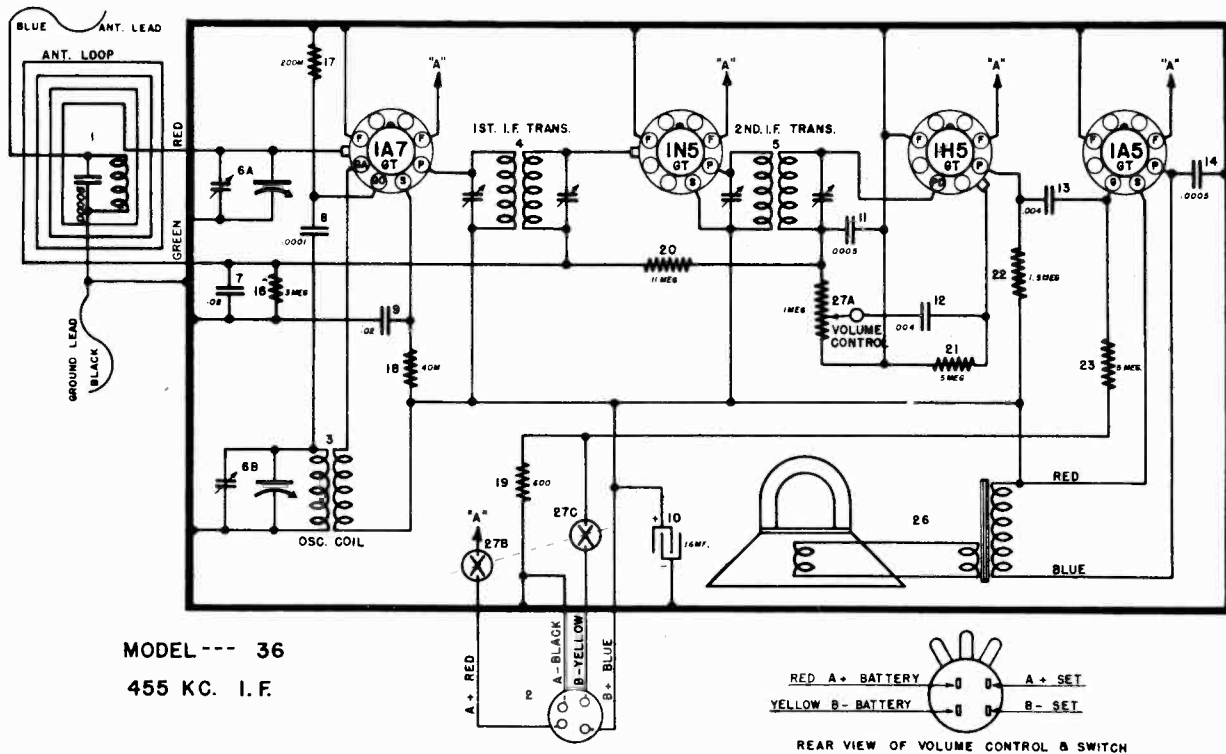 BLUE ANT. LEAD
ANT. LOOP
1
.00005
RED
GREEN
GROUND LEAD
BLACK
200M 17
"A"
"A"
"A"
"A"
1ST. I.F. TRANS.
4
2ND. I.F. TRANS.
5
F F
1A7
GT
GA P
GO S
F F
1N5
GT
P
S
F F
1H5
GT
P
PD
F
1A5
GT
P
G S
14
.0005
6A
8
.0001
13
.004
11
.0005
20
11 MEG
7
.02
16
3 MEG
9
.02
18
40M
22
1.5 MEG
1 MEG
27A
VOLUME
CONTROL
12
.004
21
5 MEG
23
5 MEG.
6B
3
OSC. COIL
19
600
"A"
27B
27C
10
+
16 MF.
26
RED
BLUE
A + RED
A - BLACK
B - YELLOW
B + BLUE
2
MODEL --- 36
455 KC. I.F.
RED A + BATTERY
A + SET
YELLOW B - BATTERY
B - SET
REAR VIEW OF VOLUME CONTROL & SWITCH